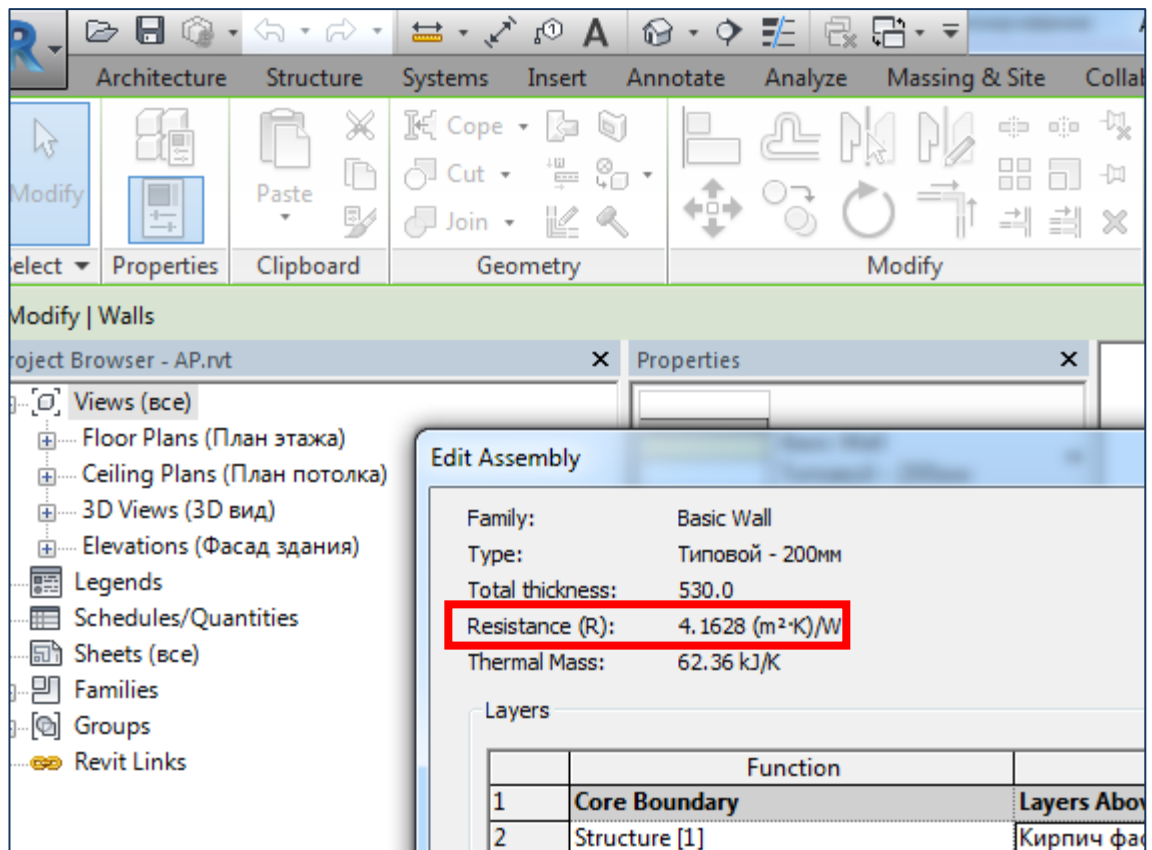 Architecture Structure Systems Insert Annotate Analyze Massing & Site
Modify Paste Cope Cut Join
Properties Clipboard Geometry Modify
Modify | Walls
Project Browser - AP.rvt
Properties
Views (все)
Floor Plans (План этажа)
Ceiling Plans (План потолка)
3D Views (3D вид)
Elevations (Фасад здания)
Legends
Schedules/Quantities
Sheets (все)
Families
Groups
Revit Links
Edit Assembly
Family: Basic Wall
Type: Типовой - 200мм
Total thickness: 530.0
Resistance (R): 4.1628 (m²·K)/W
Thermal Mass: 62.36 kJ/K
Layers
Function
1 Core Boundary Layers Abov
2 Structure [1] Кирпич фас